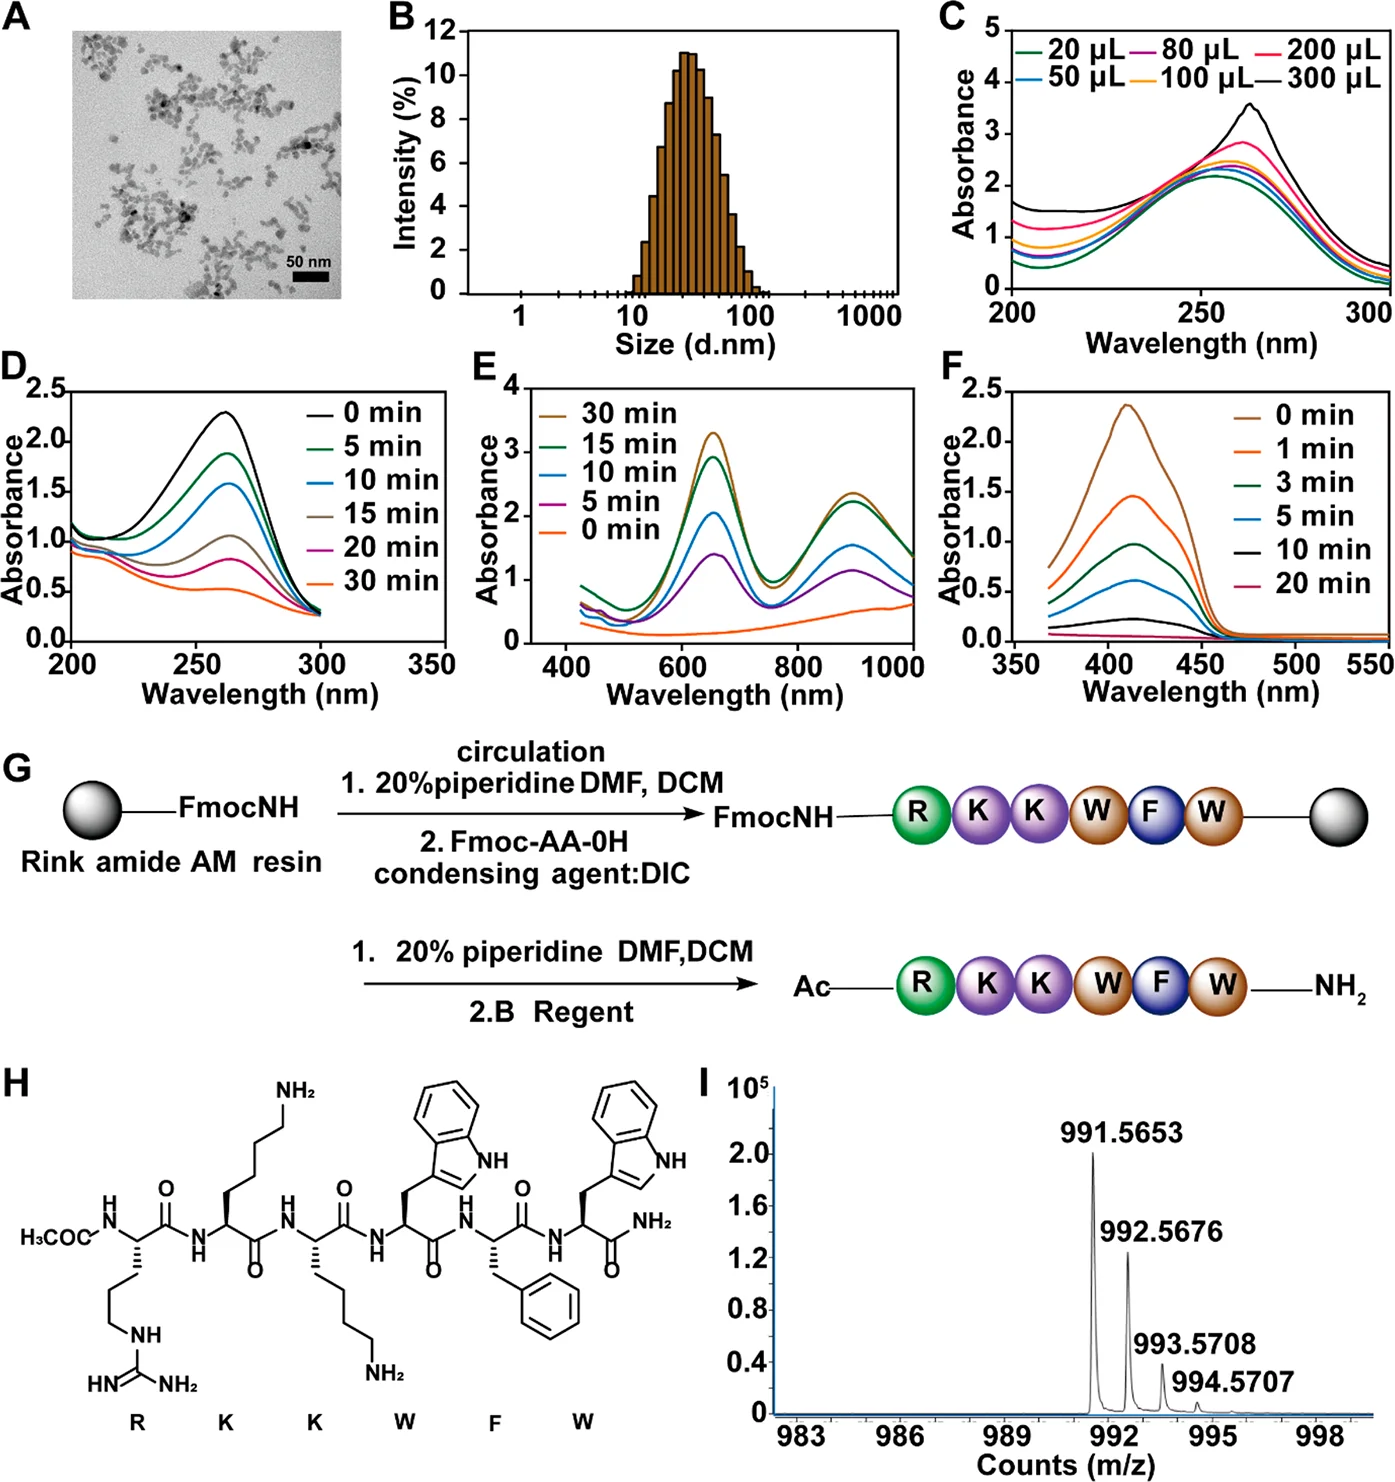 A
50 nm
B
12
10
8
6
4
2
0
Intensity (%)
1 10 100 1000
Size (d.nm)
C
5
4
3
2
1
0
Absorbance
20 µL 80 µL 200 µL
50 µL 100 µL 300 µL
200 250 300
Wavelength (nm)
D
2.5
2.0
1.5
1.0
0.5
0.0
Absorbance
0 min
5 min
10 min
15 min
20 min
30 min
200 250 300 350
Wavelength (nm)
E
4
3
2
1
0
Absorbance
30 min
15 min
10 min
5 min
0 min
400 600 800 1000
Wavelength (nm)
F
2.5
2.0
1.5
1.0
0.5
0.0
Absorbance
0 min
1 min
3 min
5 min
10 min
20 min
350 400 450 500 550
Wavelength (nm)
G
FmocNH
Rink amide AM resin
circulation
1. 20%piperidine DMF, DCM
2. Fmoc-AA-0H
condensing agent:DIC
FmocNH R K K W F W
1. 20% piperidine DMF,DCM
2.B Regent
Ac R K K W F W NH2
H
NH₂
NH
NH
H O H O H O
H₃COC N N N NH₂
N N N
H O H O H O
NH
HN NH₂
NH₂
R K K W F W
I
10⁵
2.0
1.6
1.2
0.8
0.4
0
991.5653
992.5676
993.5708
994.5707
983 986 989 992 995 998
Counts (m/z)